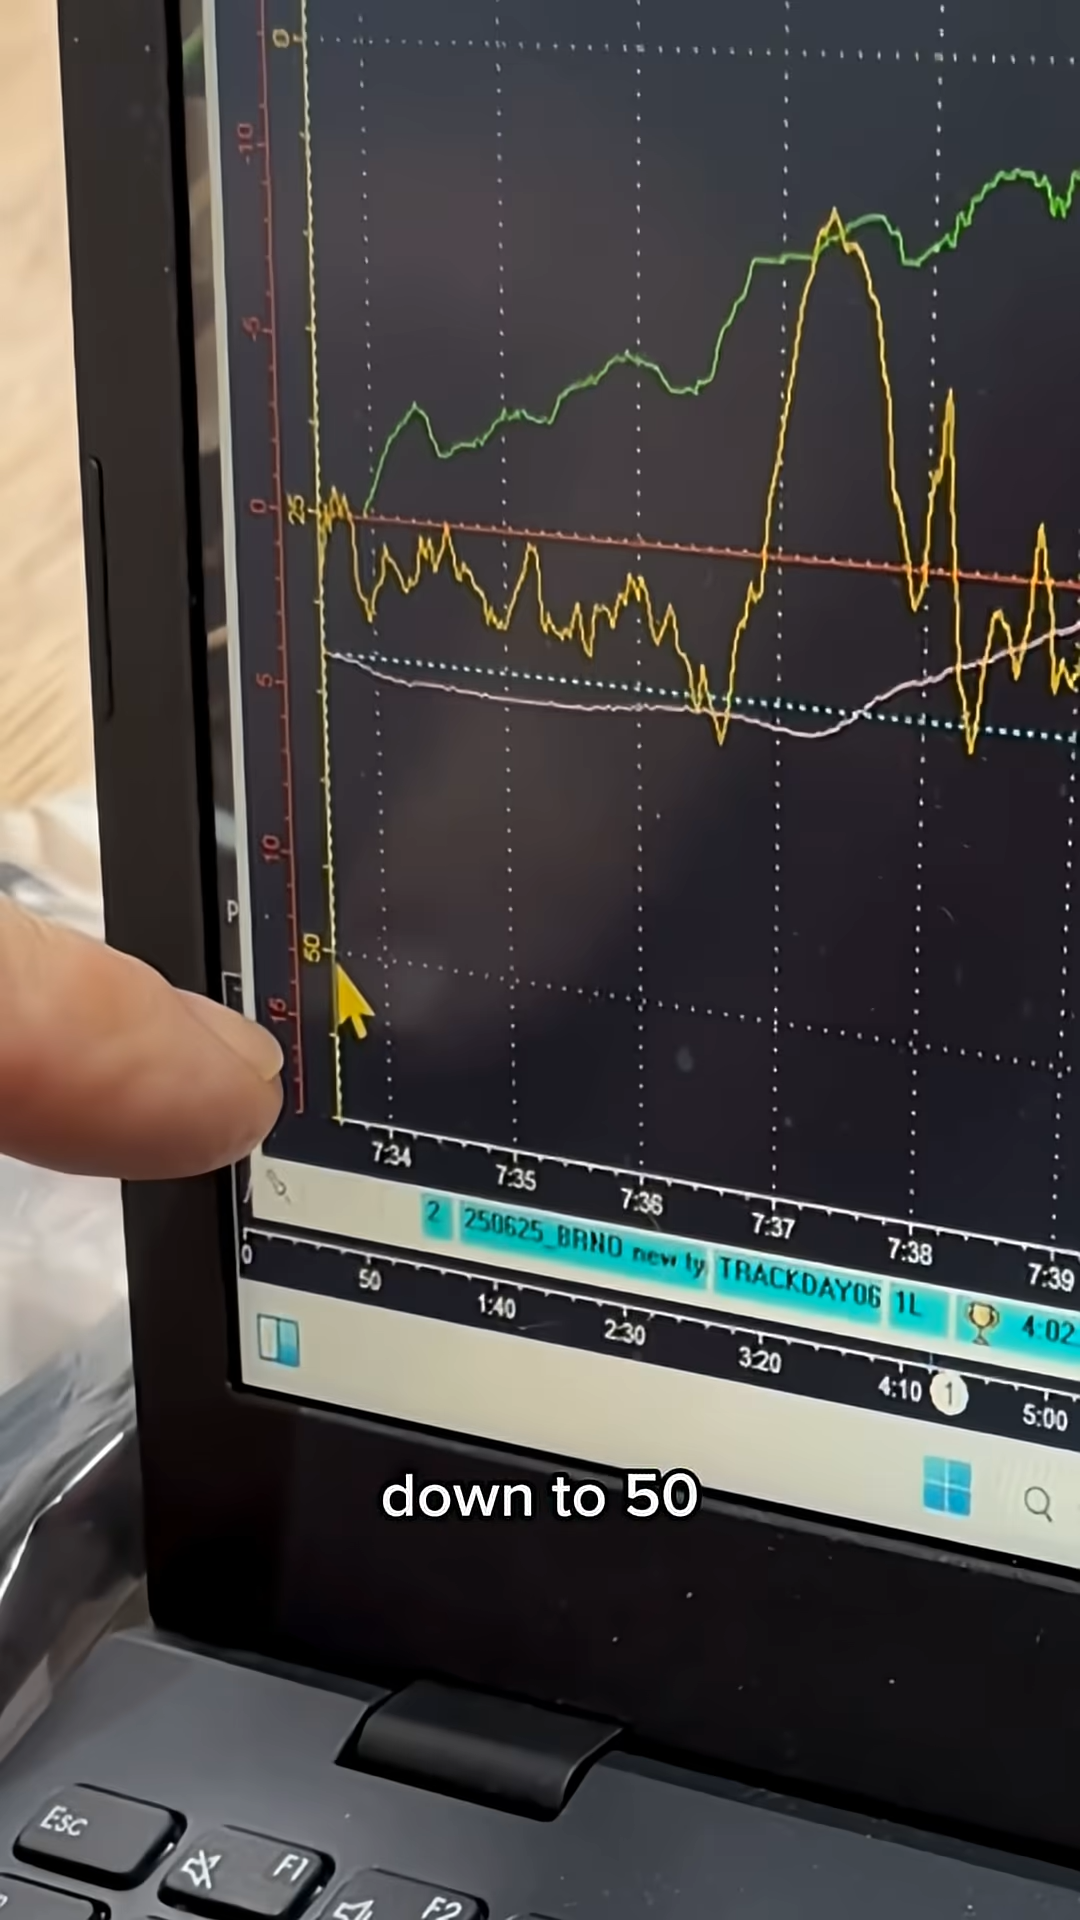 0
-10
-5
0
25
5
10
50
15
P
7:34 7:35 7:36 7:37 7:38 7:39
2 250625_BRNO new ty TRACKDAY06 1L 4:02
0 50 1:40 2:30 3:20 4:10 1 5:00
down to 50
Esc
F1
F2